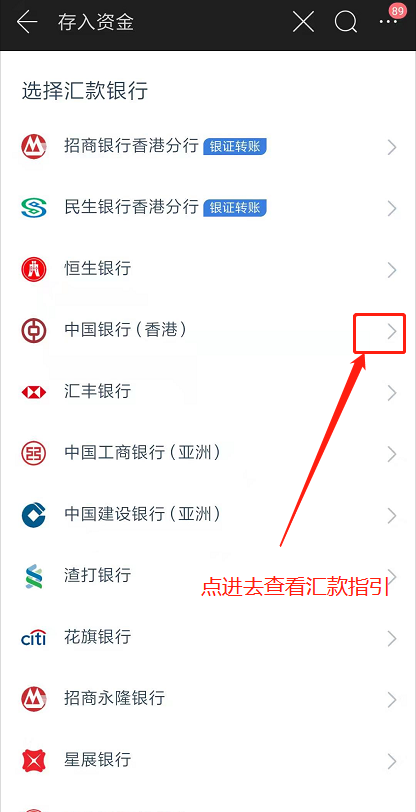 存入资金
89
选择汇款银行
招商银行香港分行 银证转账
民生银行香港分行 银证转账
恒生银行
中国银行(香港)
汇丰银行
中国工商银行(亚洲)
中国建设银行(亚洲)
渣打银行
点进去查看汇款指引
citi 花旗银行
招商永隆银行
星展银行